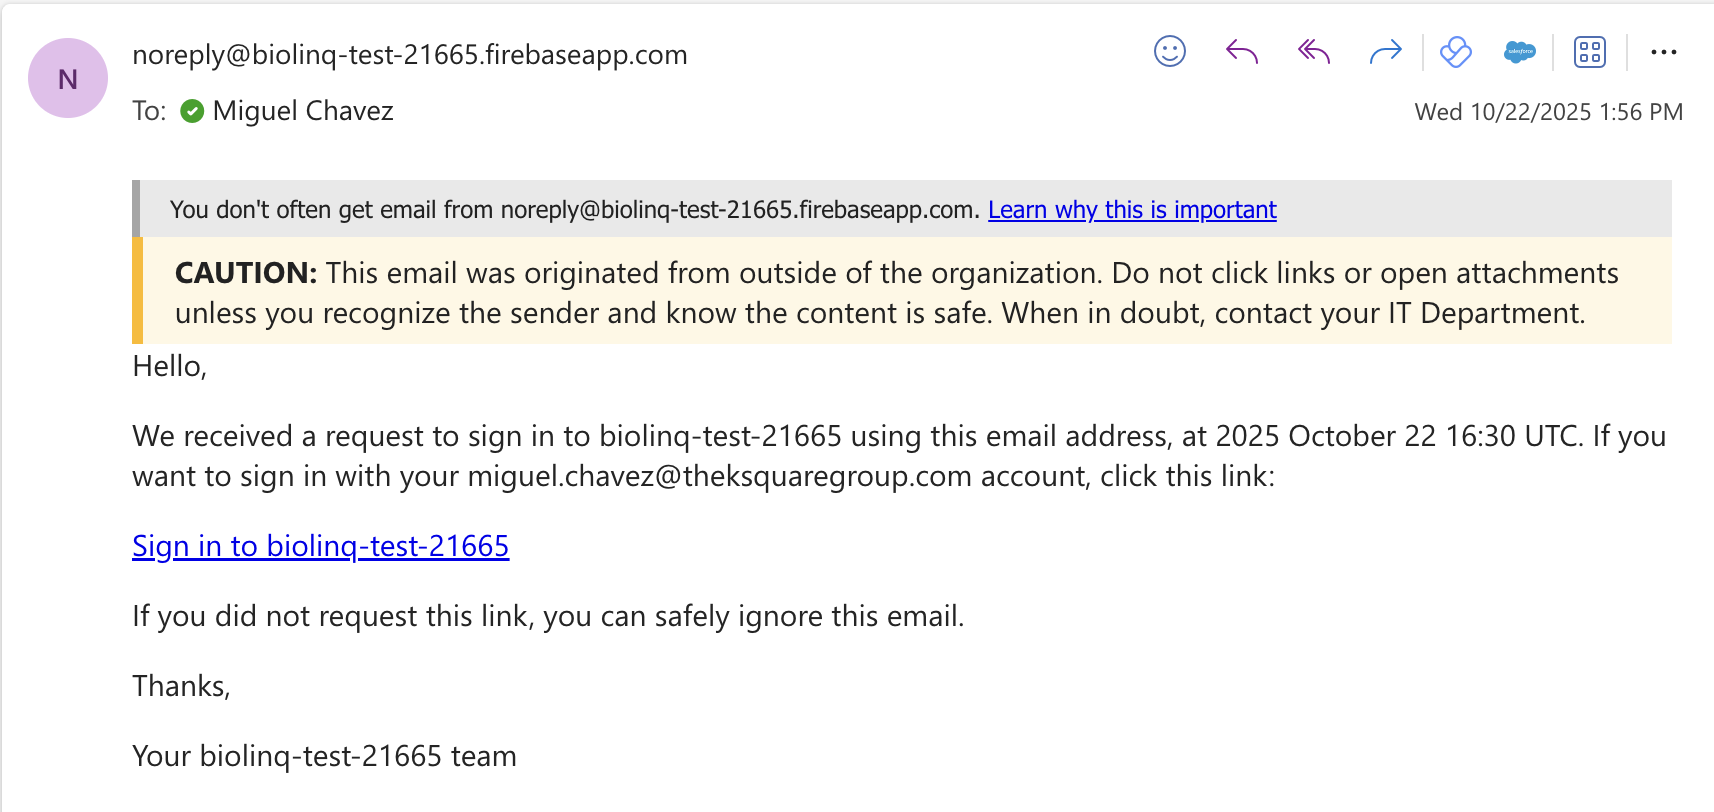 N
noreply@biolinq-test-21665.firebaseapp.com
salesforce
To: Miguel Chavez
Wed 10/22/2025 1:56 PM
You don't often get email from noreply@biolinq-test-21665.firebaseapp.com. Learn why this is important
CAUTION: This email was originated from outside of the organization. Do not click links or open attachments
unless you recognize the sender and know the content is safe. When in doubt, contact your IT Department.
Hello,
We received a request to sign in to biolinq-test-21665 using this email address, at 2025 October 22 16:30 UTC. If you
want to sign in with your miguel.chavez@theksquaregroup.com account, click this link:
Sign in to biolinq-test-21665
If you did not request this link, you can safely ignore this email.
Thanks,
Your biolinq-test-21665 team